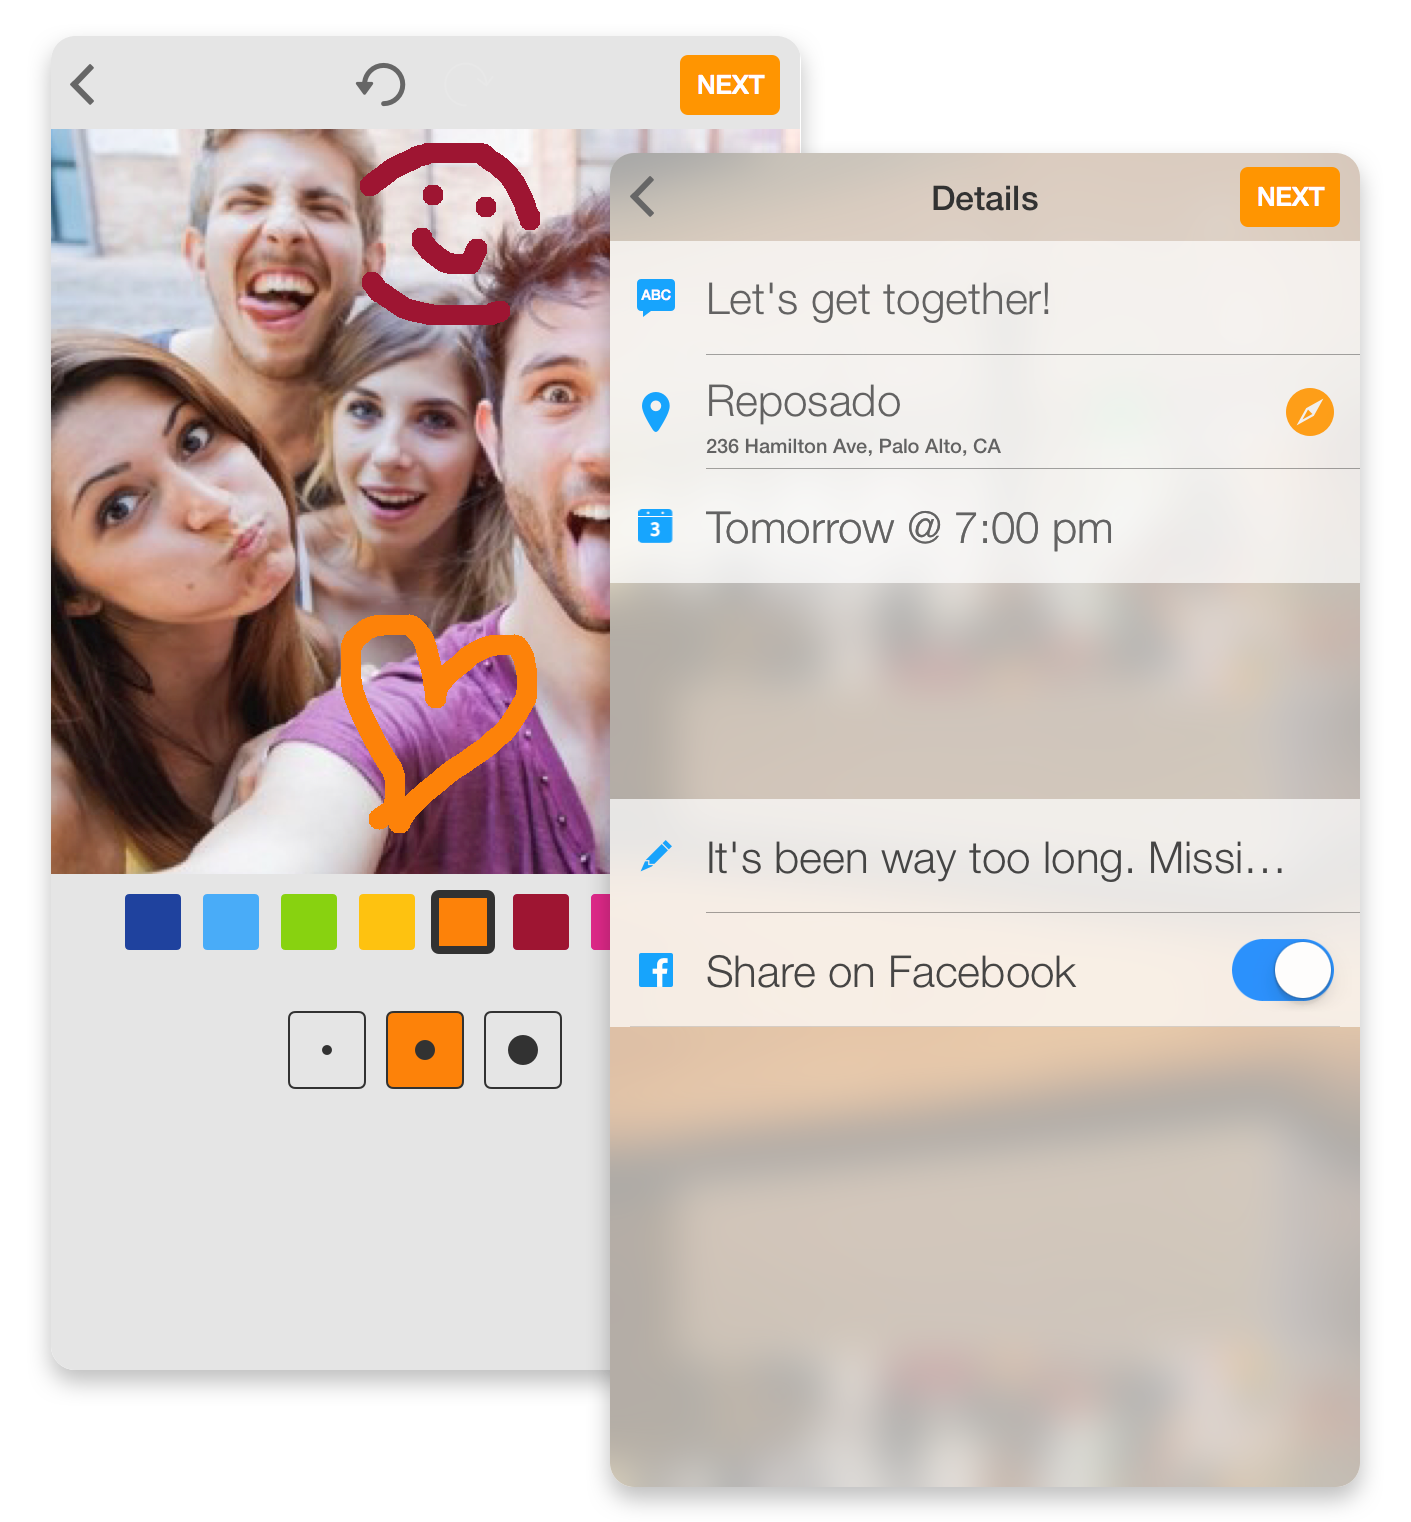 NEXT
Details
NEXT
ABC
Let's get together!
Reposado
236 Hamilton Ave, Palo Alto, CA
3
Tomorrow @ 7:00 pm
It's been way too long. Missi...
f
Share on Facebook